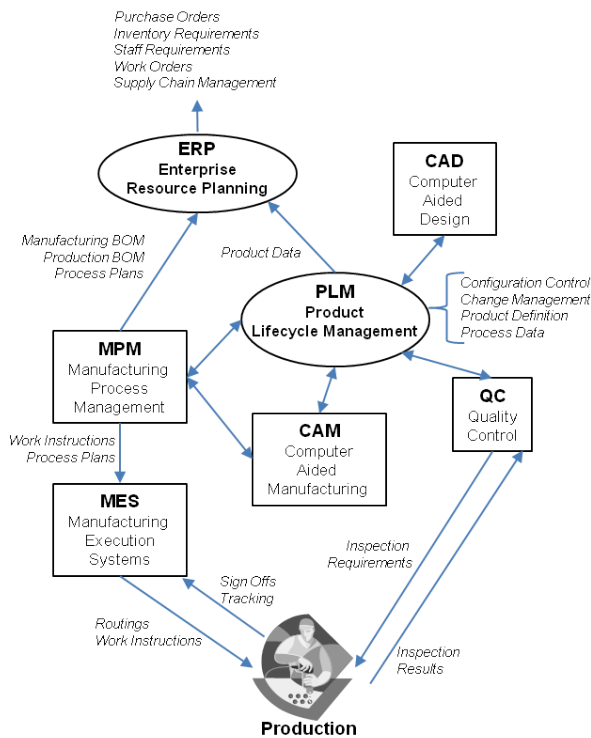 Purchase Orders
Inventory Requirements
Staff Requirements
Work Orders
Supply Chain Management
ERP
Enterprise
Resource Planning
CAD
Computer
Aided
Design
Manufacturing BOM
Production BOM
Process Plans
Product Data
PLM
Product
Lifecycle Management
Configuration Control
Change Management
Product Definition
Process Data
MPM
Manufacturing
Process
Management
CAM
Computer
Aided
Manufacturing
QC
Quality
Control
Work Instructions
Process Plans
MES
Manufacturing
Execution
Systems
Inspection
Requirements
Sign Offs
Tracking
Routings
Work Instructions
Inspection
Results
Production